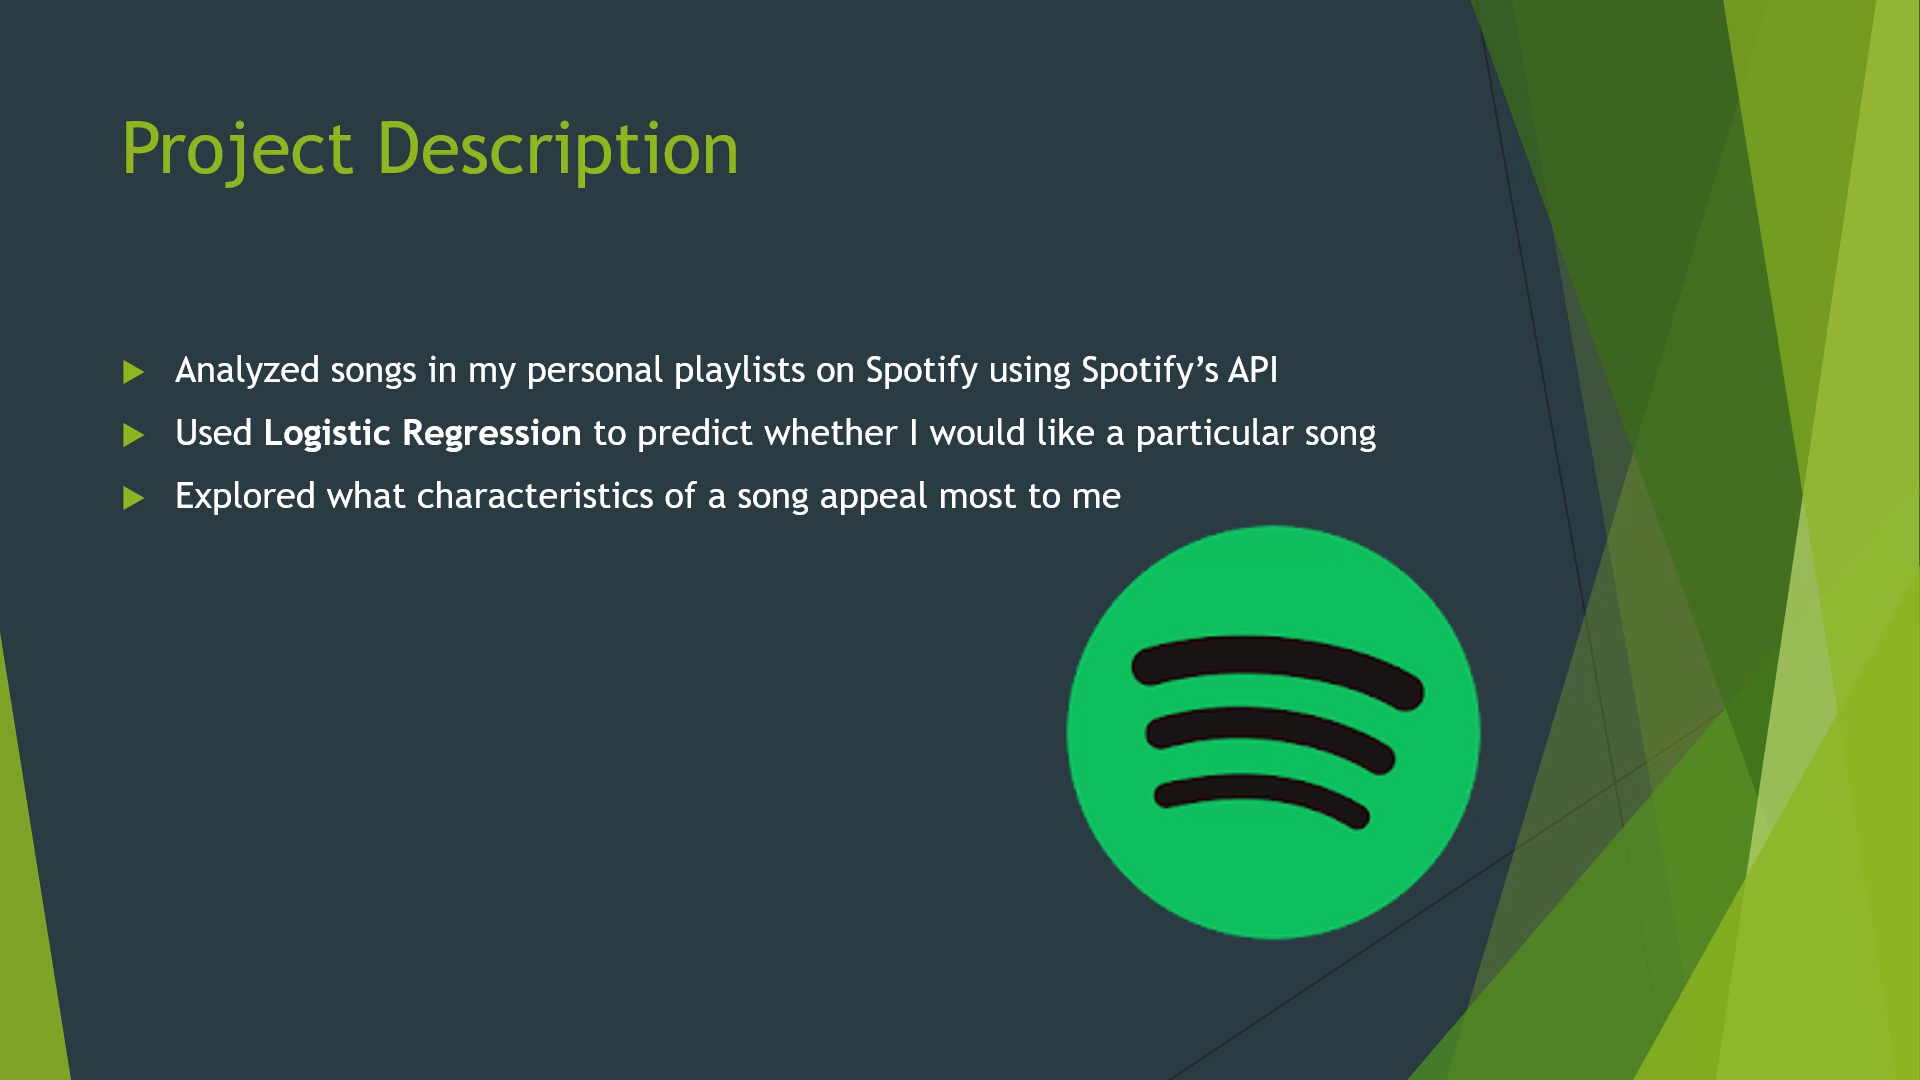 Project Description
Analyzed songs in my personal playlists on Spotify using Spotify’s API
Used Logistic Regression to predict whether I would like a particular song
Explored what characteristics of a song appeal most to me